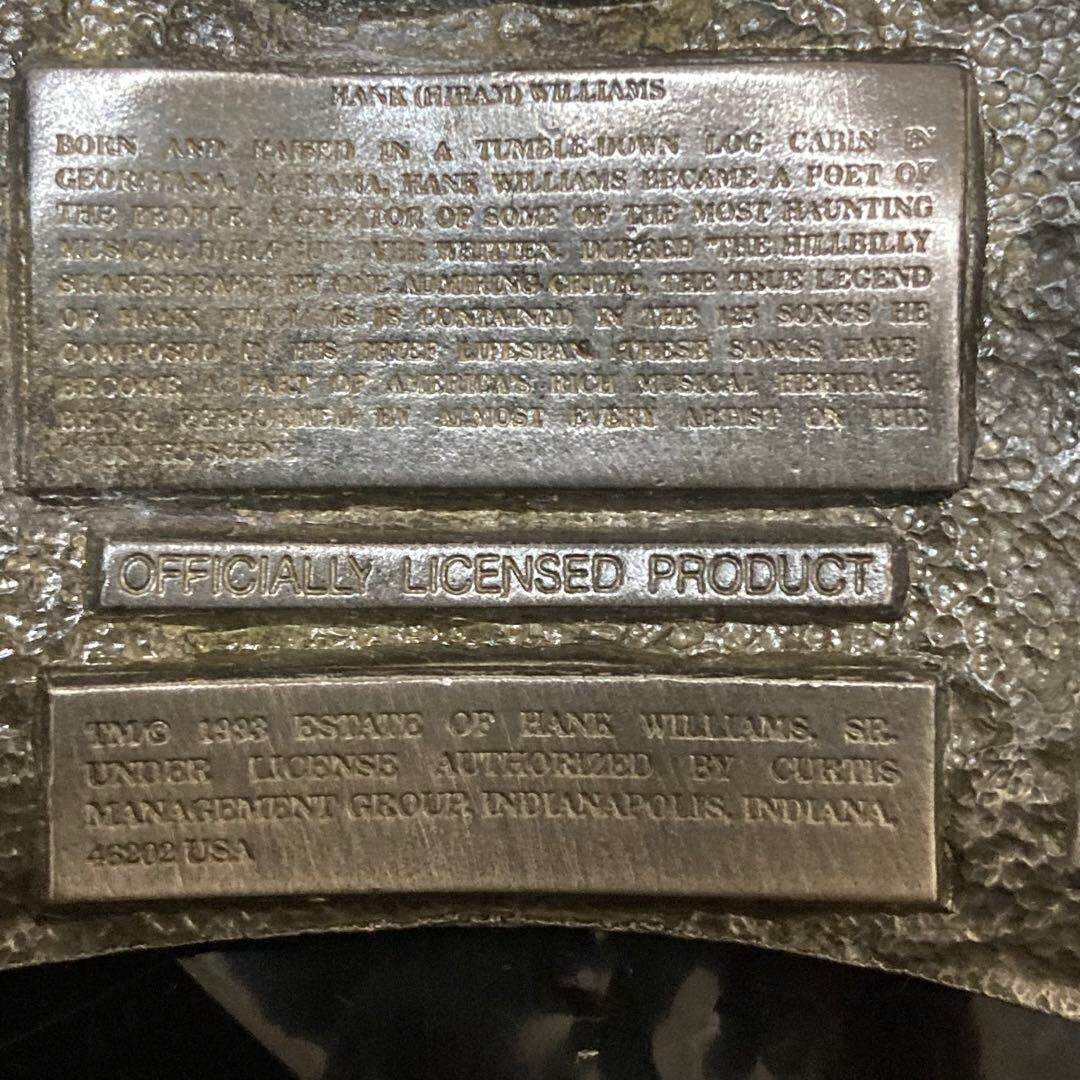 HANK (HIRAM) WILLIAMS
BORN AND RAISED IN A TUMBLE-DOWN LOG CABIN IN
GEORGIANA, ALABAMA, HANK WILLIAMS BECAME A POET OF
THE PEOPLE, A CREATOR OF SOME OF THE MOST HAUNTING
MUSICAL EVER WRITTEN. DUBBED "THE HILLBILLY
SHAKESPEARE" BY ONE ADMIRING CRITIC, THE TRUE LEGEND
OF HANK WILLIAMS IS CONTAINED IN THE 125 SONGS HE
COMPOSED IN HIS BRIEF LIFESPAN. THESE SONGS HAVE
BECOME A PART OF AMERICA'S RICH MUSICAL HERITAGE,
BEING PERFORMED BY ALMOST EVERY ARTIST ON THE
OFFICIALLY LICENSED PRODUCT
TM/© 1993 ESTATE OF HANK WILLIAMS, SR.
UNDER LICENSE AUTHORIZED BY CURTIS
MANAGEMENT GROUP, INDIANAPOLIS, INDIANA,
46202 USA